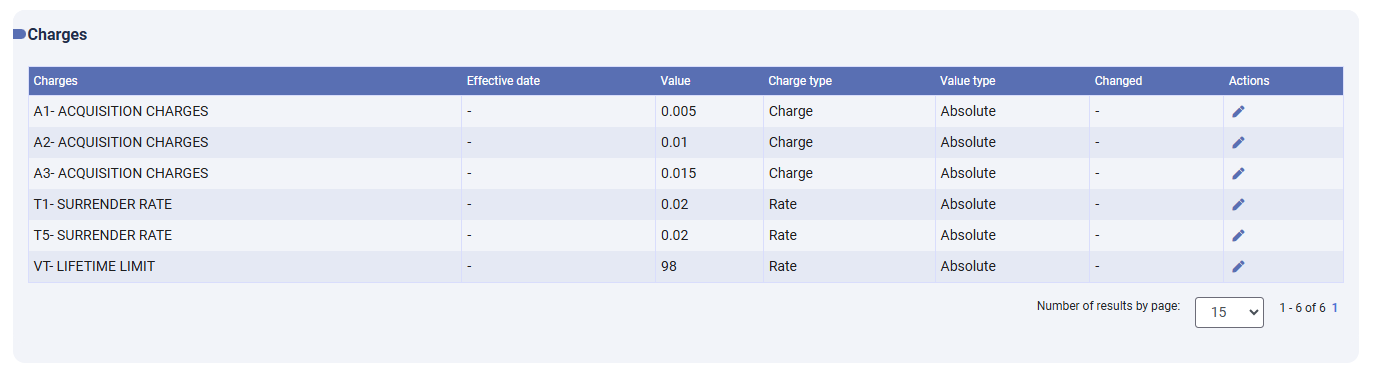 Charges
Charges Effective date Value Charge type Value type Changed Actions
A1- ACQUISITION CHARGES - 0.005 Charge Absolute -
A2- ACQUISITION CHARGES - 0.01 Charge Absolute -
A3- ACQUISITION CHARGES - 0.015 Charge Absolute -
T1- SURRENDER RATE - 0.02 Rate Absolute -
T5- SURRENDER RATE - 0.02 Rate Absolute -
VT- LIFETIME LIMIT - 98 Rate Absolute -
Number of results by page: 15 1 - 6 of 6 1